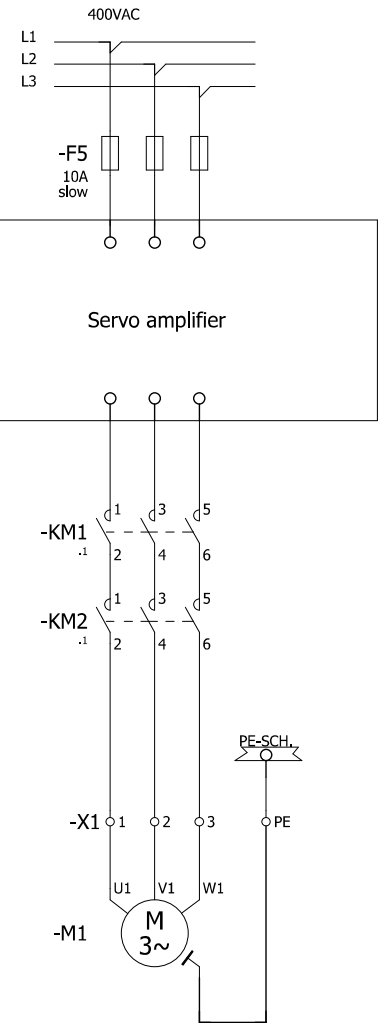 400VAC
L1
L2
L3
-F5
10A
slow
Servo amplifier
1 3 5
-KM1
.1
2 4 6
1 3 5
-KM2
.1
2 4 6
PE-SCH.
-X1 1 2 3 PE
U1 V1 W1
-M1
M
3~